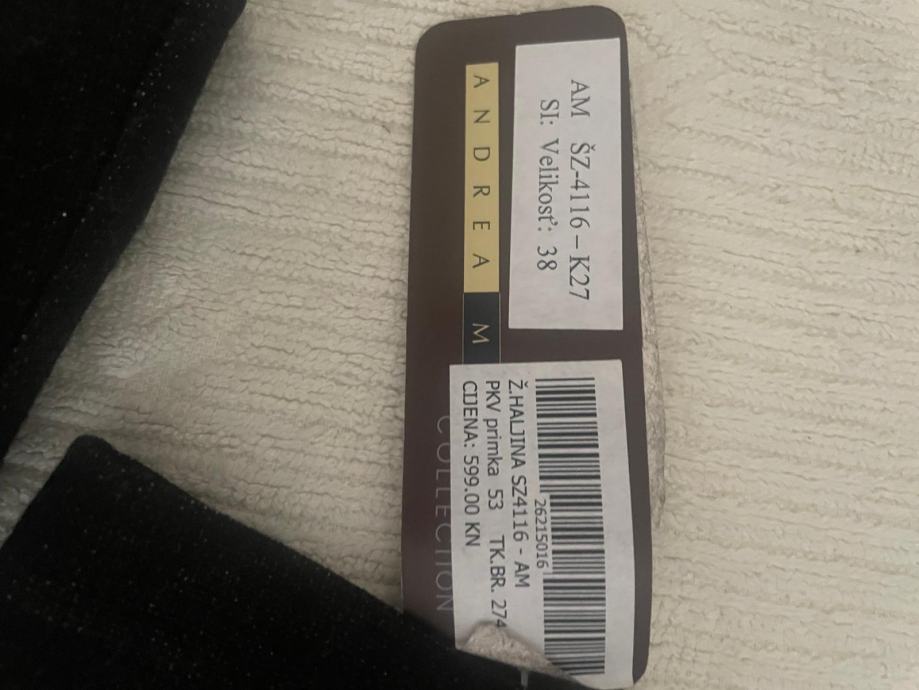 AM ŠZ-4116 – K27
SI: Velikosť: 38
ANDREA M
COLLECTION
26215016
Ž.HALJINA SZ4116 - AM
PKV primka 53 TK.BR. 274
CIJENA: 599.00 KN